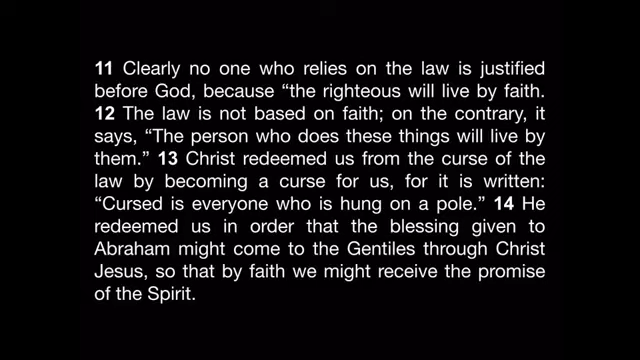 11 Clearly no one who relies on the law is justified
before God, because “the righteous will live by faith.
12 The law is not based on faith; on the contrary, it
says, “The person who does these things will live by
them.” 13 Christ redeemed us from the curse of the
law by becoming a curse for us, for it is written:
“Cursed is everyone who is hung on a pole.” 14 He
redeemed us in order that the blessing given to
Abraham might come to the Gentiles through Christ
Jesus, so that by faith we might receive the promise
of the Spirit.